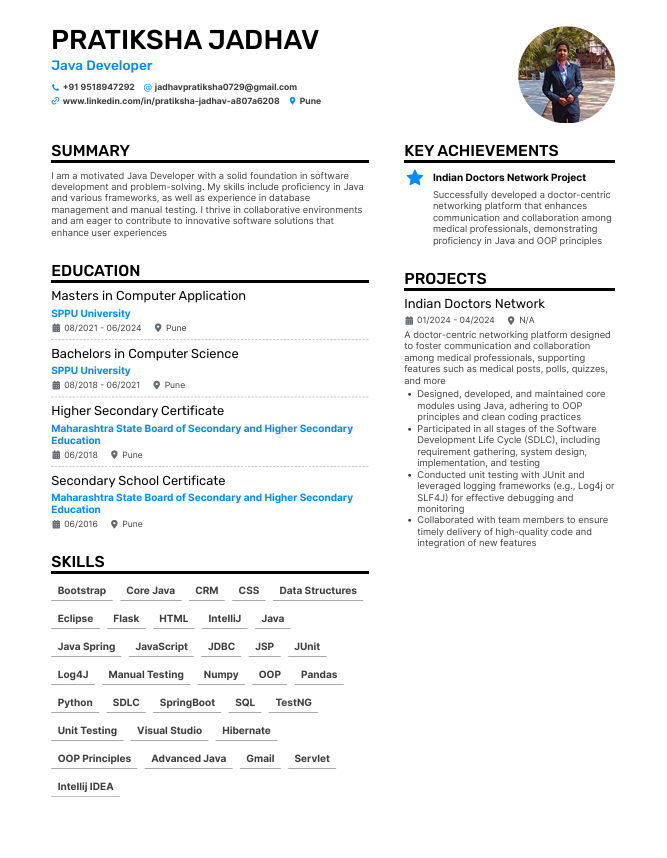 PRATIKSHA JADHAV
Java Developer
+91 9518947292 @ jadhavpratiksha0729@gmail.com
www.linkedin.com/in/pratiksha-jadhav-a807a6208 Pune
SUMMARY
I am a motivated Java Developer with a solid foundation in software
development and problem-solving. My skills include proficiency in Java
and various frameworks, as well as experience in database
management and manual testing. I thrive in collaborative environments
and am eager to contribute to innovative software solutions that
enhance user experiences
EDUCATION
Masters in Computer Application
SPPU University
08/2021 - 06/2024 Pune
Bachelors in Computer Science
SPPU University
08/2018 - 06/2021 Pune
Higher Secondary Certificate
Maharashtra State Board of Secondary and Higher Secondary
Education
06/2018 Pune
Secondary School Certificate
Maharashtra State Board of Secondary and Higher Secondary
Education
06/2016 Pune
SKILLS
Bootstrap Core Java CRM CSS Data Structures
Eclipse Flask HTML IntelliJ Java
Java Spring JavaScript JDBC JSP JUnit
Log4J Manual Testing Numpy OOP Pandas
Python SDLC SpringBoot SQL TestNG
Unit Testing Visual Studio Hibernate
OOP Principles Advanced Java Gmail Servlet
Intellij IDEA
KEY ACHIEVEMENTS
Indian Doctors Network Project
Successfully developed a doctor-centric
networking platform that enhances
communication and collaboration among
medical professionals, demonstrating
proficiency in Java and OOP principles
PROJECTS
Indian Doctors Network
01/2024 - 04/2024 N/A
A doctor-centric networking platform designed
to foster communication and collaboration
among medical professionals, supporting
features such as medical posts, polls, quizzes,
and more
• Designed, developed, and maintained core
modules using Java, adhering to OOP
principles and clean coding practices
• Participated in all stages of the Software
Development Life Cycle (SDLC), including
requirement gathering, system design,
implementation, and testing
• Conducted unit testing with JUnit and
leveraged logging frameworks (e.g., Log4j or
SLF4J) for effective debugging and
monitoring
• Collaborated with team members to ensure
timely delivery of high-quality code and
integration of new features